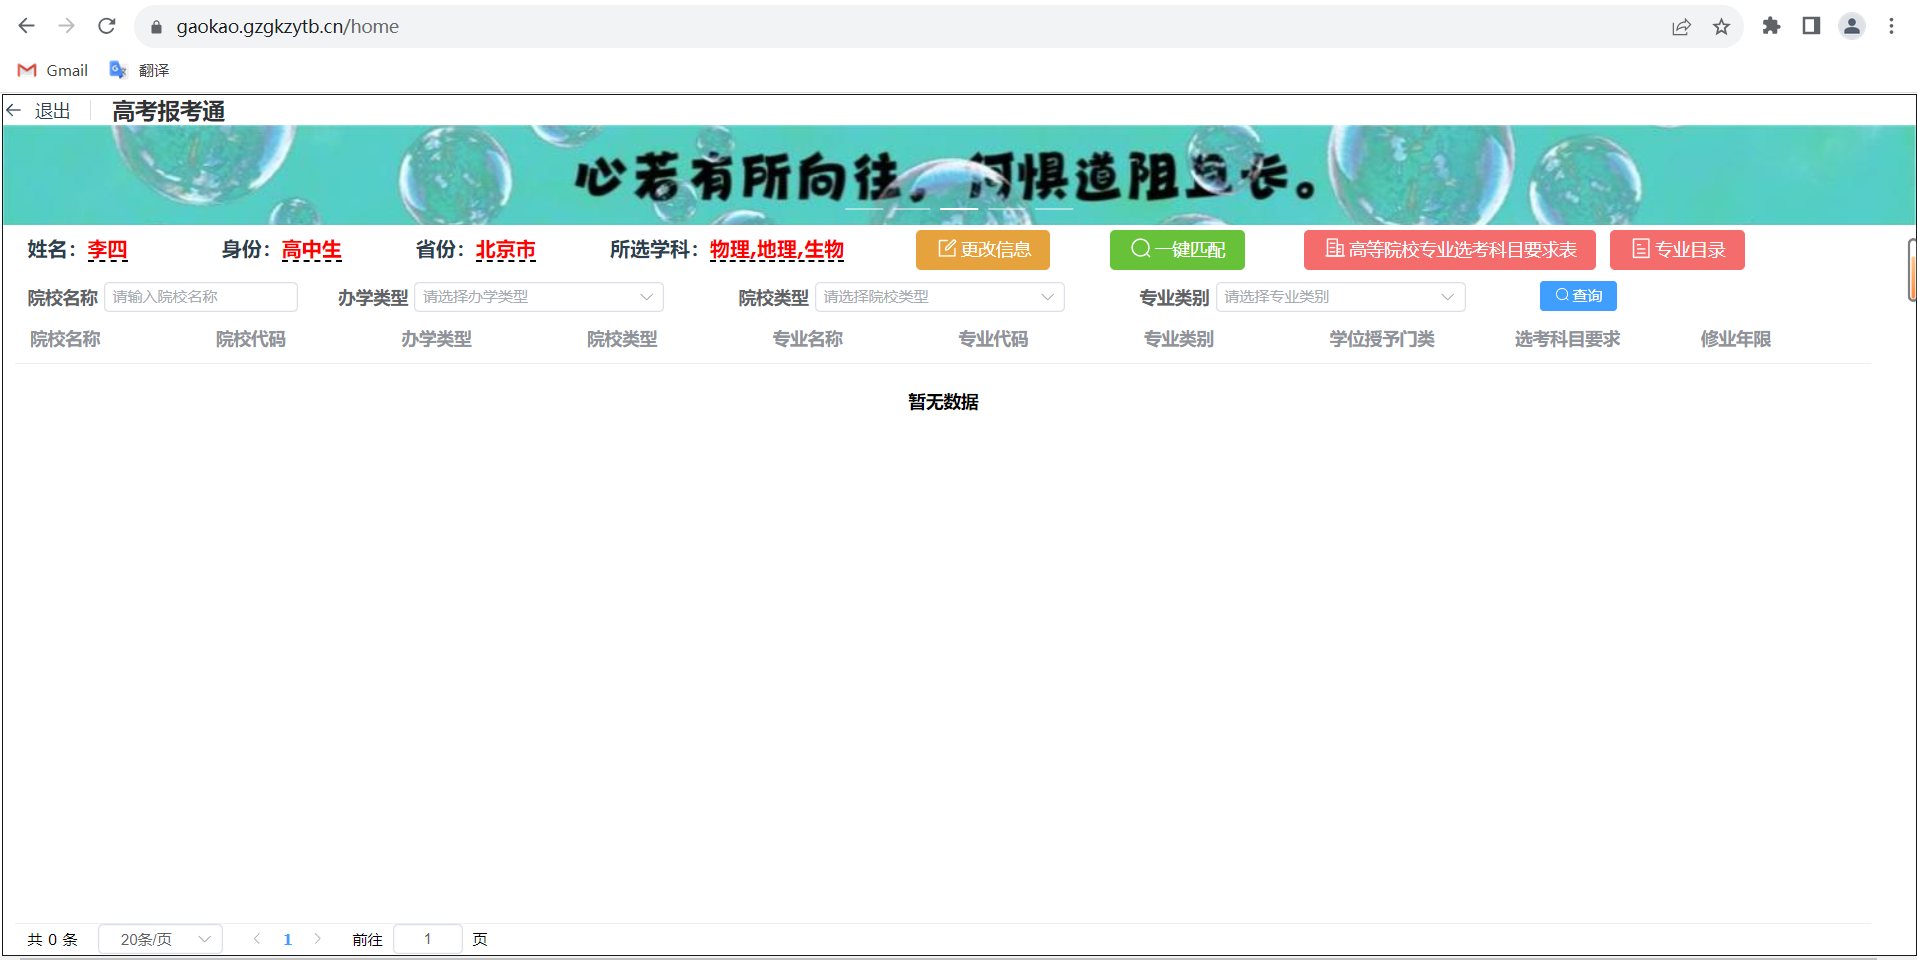 gaokao.gzgkzytb.cn/home
Gmail 翻译
退出 高考报考通
心若有所向往，何惧道阻且长。
姓名：李四 身份：高中生 省份：北京市 所选学科：物理,地理,生物 更改信息 一键匹配 高等院校专业选考科目要求表 专业目录
院校名称 请输入院校名称 办学类型 请选择办学类型 院校类型 请选择院校类型 专业类别 请选择专业类别 查询
院校名称 院校代码 办学类型 院校类型 专业名称 专业代码 专业类别 学位授予门类 选考科目要求 修业年限
暂无数据
共 0 条 20条/页 1 前往 1 页